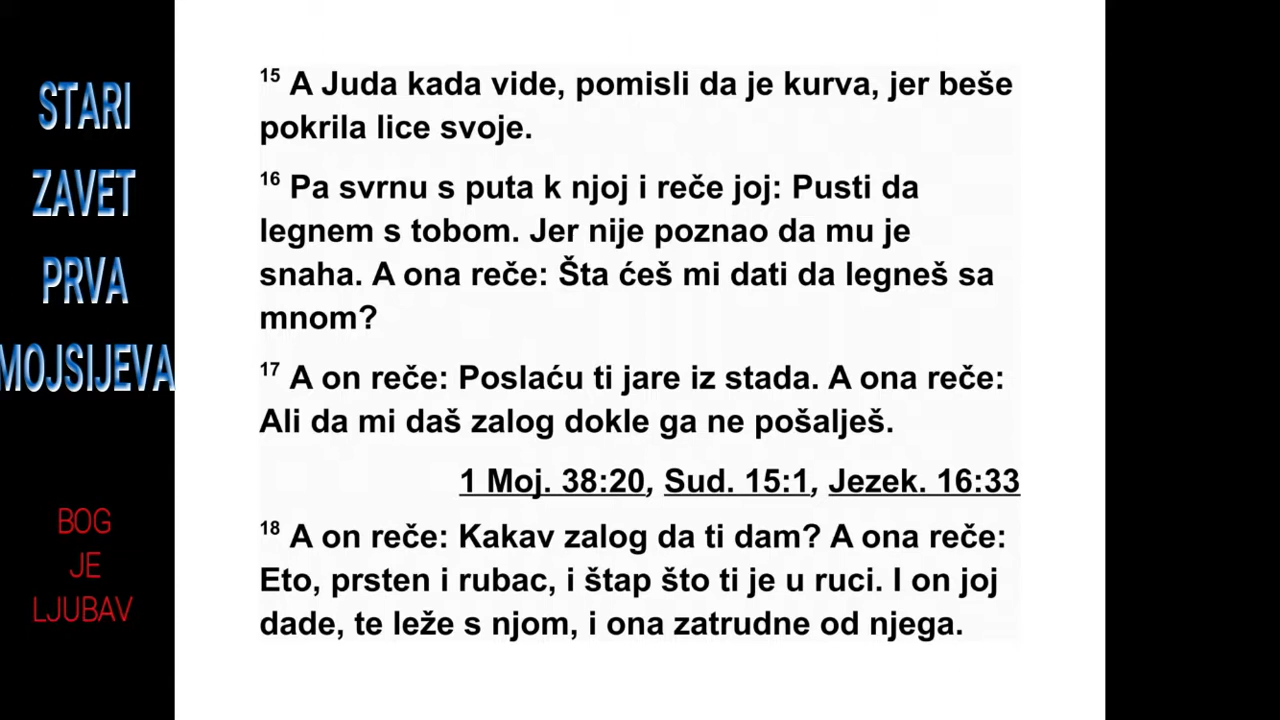 STARI
ZAVET
PRVA
MOJSIJEVA
BOG
JE
LJUBAV
15 A Juda kada vide, pomisli da je kurva, jer beše
pokrila lice svoje.
16 Pa svrnu s puta k njoj i reče joj: Pusti da
legnem s tobom. Jer nije poznao da mu je
snaha. A ona reče: Šta ćeš mi dati da legneš sa
mnom?
17 A on reče: Poslaću ti jare iz stada. A ona reče:
Ali da mi daš zalog dokle ga ne pošalješ.
1 Moj. 38:20, Sud. 15:1, Jezek. 16:33
18 A on reče: Kakav zalog da ti dam? A ona reče:
Eto, prsten i rubac, i štap što ti je u ruci. I on joj
dade, te leže s njom, i ona zatrudne od njega.